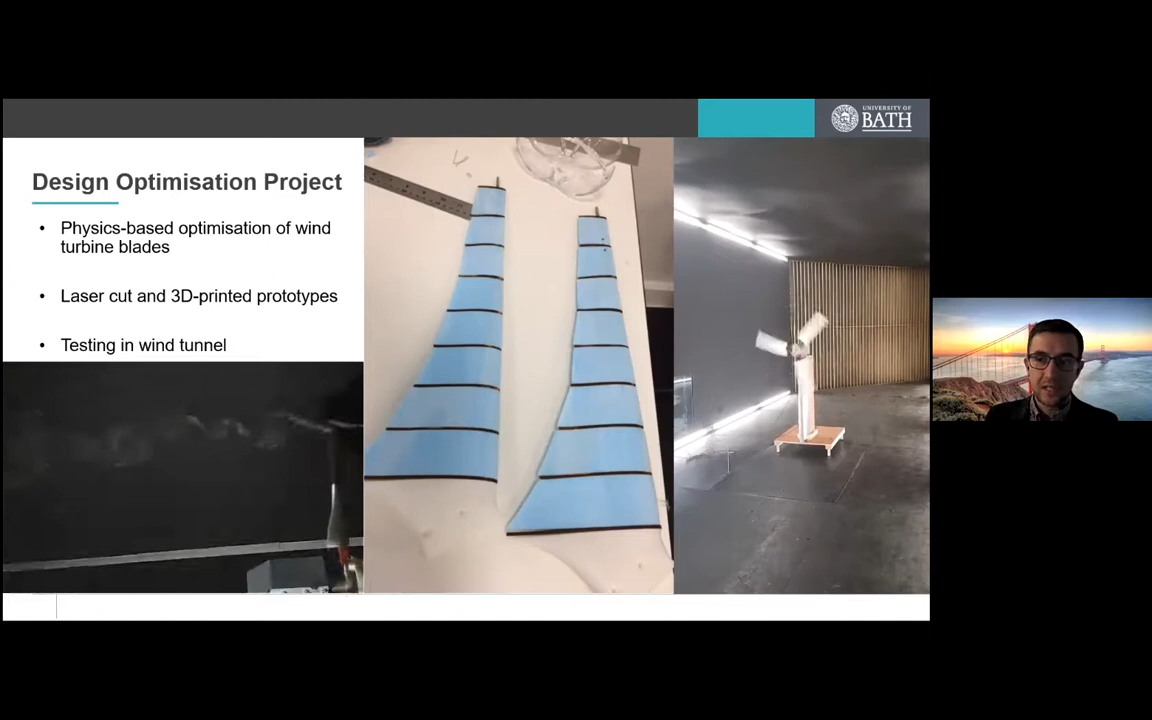 UNIVERSITY OF
BATH
Design Optimisation Project
• Physics-based optimisation of wind
turbine blades
• Laser cut and 3D-printed prototypes
• Testing in wind tunnel